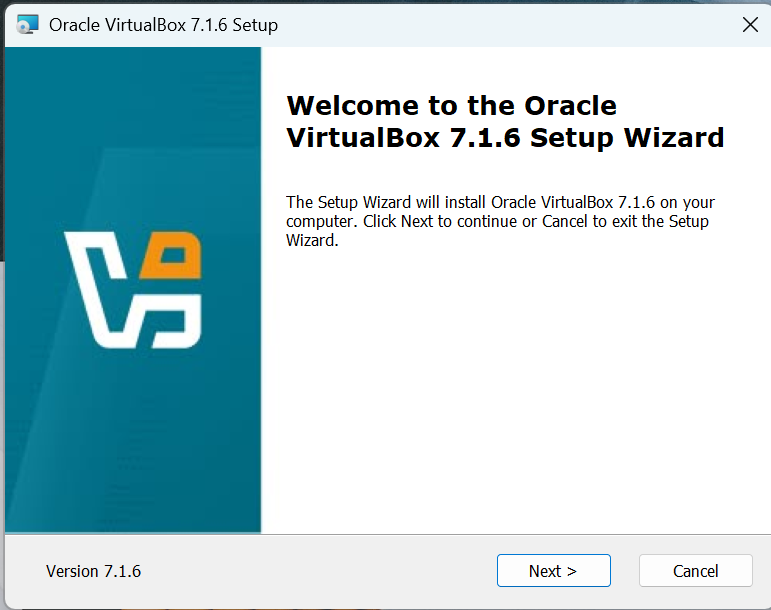 Oracle VirtualBox 7.1.6 Setup
Welcome to the Oracle
VirtualBox 7.1.6 Setup Wizard
The Setup Wizard will install Oracle VirtualBox 7.1.6 on your
computer. Click Next to continue or Cancel to exit the Setup
Wizard.
Version 7.1.6
Next >
Cancel